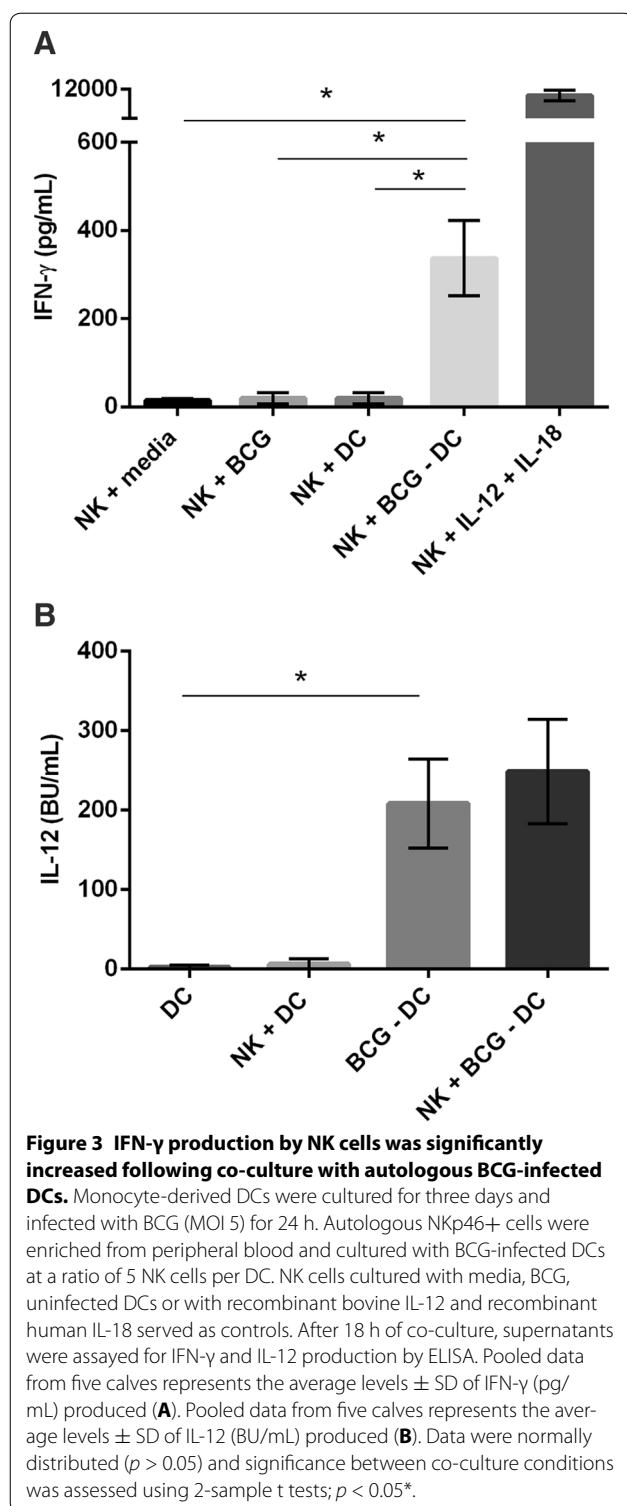 A
12000
*
600
*
*
400
IFN-γ (pg/mL)
200
0
NK + media
NK + BCG
NK + DC
NK + BCG - DC
NK + IL-12 + IL-18
B
400
*
300
IL-12 (BU/mL)
200
100
0
DC
NK + DC
BCG - DC
NK + BCG - DC
Figure 3 IFN-γ production by NK cells was significantly
increased following co-culture with autologous BCG-infected
DCs. Monocyte-derived DCs were cultured for three days and
infected with BCG (MOI 5) for 24 h. Autologous NKp46+ cells were
enriched from peripheral blood and cultured with BCG-infected DCs
at a ratio of 5 NK cells per DC. NK cells cultured with media, BCG,
uninfected DCs or with recombinant bovine IL-12 and recombinant
human IL-18 served as controls. After 18 h of co-culture, supernatants
were assayed for IFN-γ and IL-12 production by ELISA. Pooled data
from five calves represents the average levels ± SD of IFN-γ (pg/
mL) produced (A). Pooled data from five calves represents the aver-
age levels ± SD of IL-12 (BU/mL) produced (B). Data were normally
distributed (p > 0.05) and significance between co-culture conditions
was assessed using 2-sample t tests; p < 0.05*.